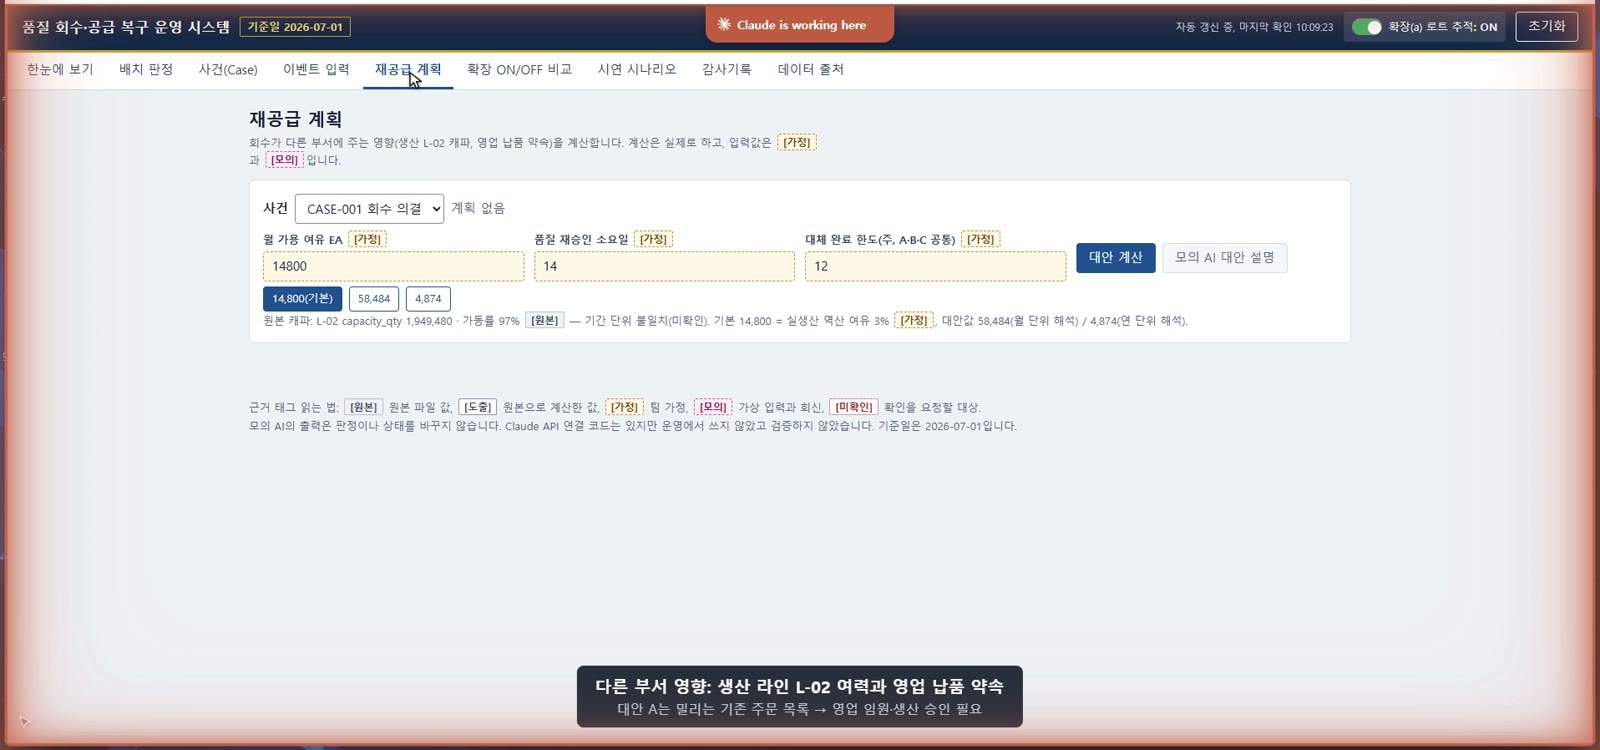 품질 회수·공급 복구 운영 시스템 기준일 2026-07-01 Claude is working here 자동 갱신 중, 마지막 확인 10:09:23 확장(a) 로트 추적: ON 초기화
한눈에 보기 배치 판정 사건(Case) 이벤트 입력 재공급 계획 확장 ON/OFF 비교 시연 시나리오 감사기록 데이터 출처
재공급 계획
회수가 다른 부서에 주는 영향(생산 L-02 캐파, 영업 납품 약속)을 계산합니다. 계산은 실제로 하고, 입력값은 [가정]
과 [모의] 입니다.
사건 CASE-001 회수 의결 계획 없음
월 가용 여유 EA [가정] 품질 재승인 소요일 [가정] 대체 완료 한도(주, A·B·C 공통) [가정]
14800 14 12 대안 계산 모의 AI 대안 설명
14,800(기본) 58,484 4,874
원본 캐파: L-02 capacity_qty 1,949,480 · 가동률 97% [원본] — 기간 단위 불일치(미확인). 기본 14,800 = 실생산 역산 여유 3% [가정], 대안값 58,484(월 단위 해석) / 4,874(연 단위 해석).
근거 태그 읽는 법: [원본] 원본 파일 값, [도출] 원본으로 계산한 값, [가정] 팀 가정, [모의] 가상 입력과 회신, [미확인] 확인을 요청할 대상.
모의 AI의 출력은 판정이나 상태를 바꾸지 않습니다. Claude API 연결 코드는 있지만 운영에서 쓰지 않았고 검증하지 않았습니다. 기준일은 2026-07-01입니다.
다른 부서 영향: 생산 라인 L-02 여력과 영업 납품 약속
대안 A는 밀리는 기존 주문 목록 → 영업 임원·생산 승인 필요